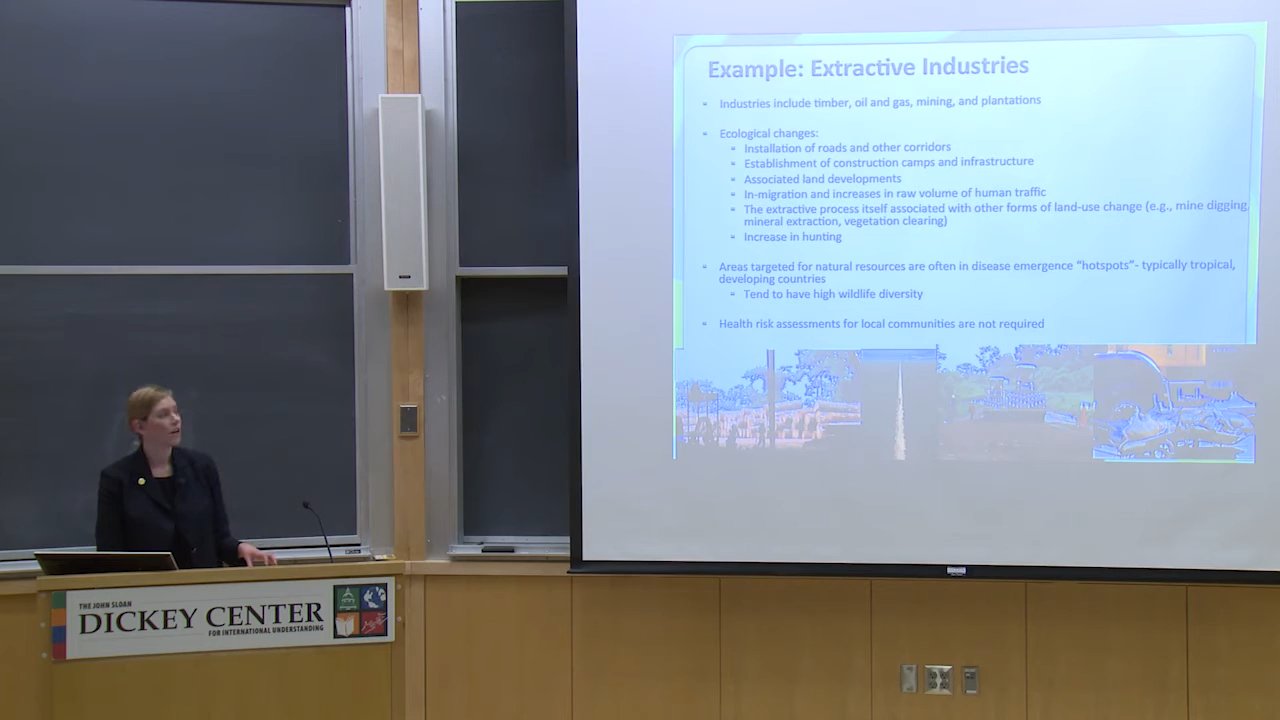 Example: Extractive Industries
Industries include timber, oil and gas, mining, and plantations
Ecological changes:
Installation of roads and other corridors
Establishment of construction camps and infrastructure
Associated land developments
In-migration and increases in raw volume of human traffic
The extractive process itself associated with other forms of land-use change (e.g., mine digging,
mineral extraction, vegetation clearing)
Increase in hunting
Areas targeted for natural resources are often in disease emergence “hotspots”- typically tropical,
developing countries
Tend to have high wildlife diversity
Health risk assessments for local communities are not required
THE JOHN SLOAN
DICKEY CENTER
FOR INTERNATIONAL UNDERSTANDING